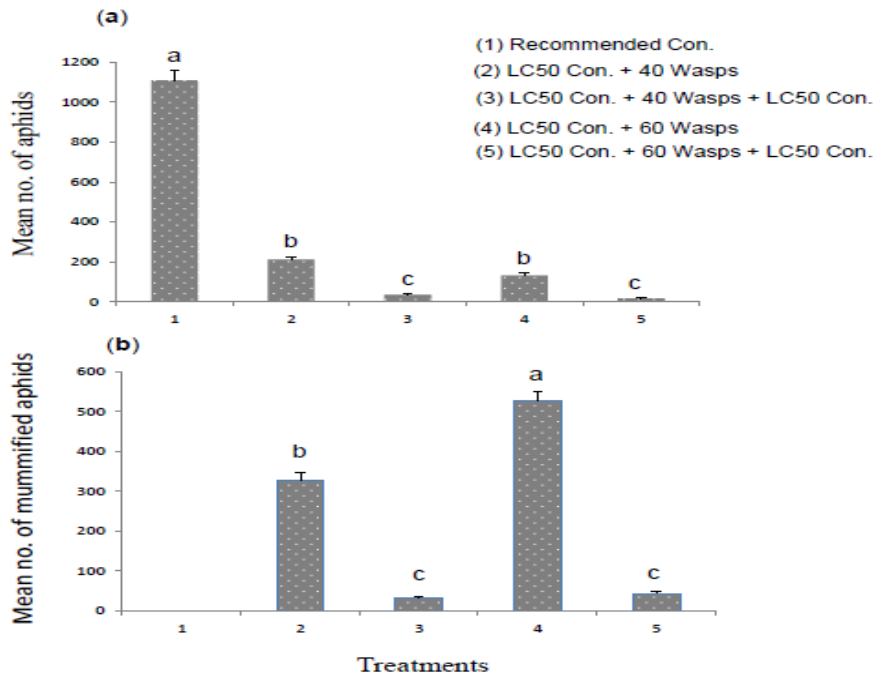 (a)
a
(1) Recommended Con.
(2) LC50 Con. + 40 Wasps
(3) LC50 Con. + 40 Wasps + LC50 Con.
(4) LC50 Con. + 60 Wasps
(5) LC50 Con. + 60 Wasps + LC50 Con.
Mean no. of aphids
1200
1000
800
600
400
200
0
b
c
b
c
1 2 3 4 5
(b)
Mean no. of mummified aphids
600
500
400
300
200
100
0
b
c
a
c
1 2 3 4 5
Treatments